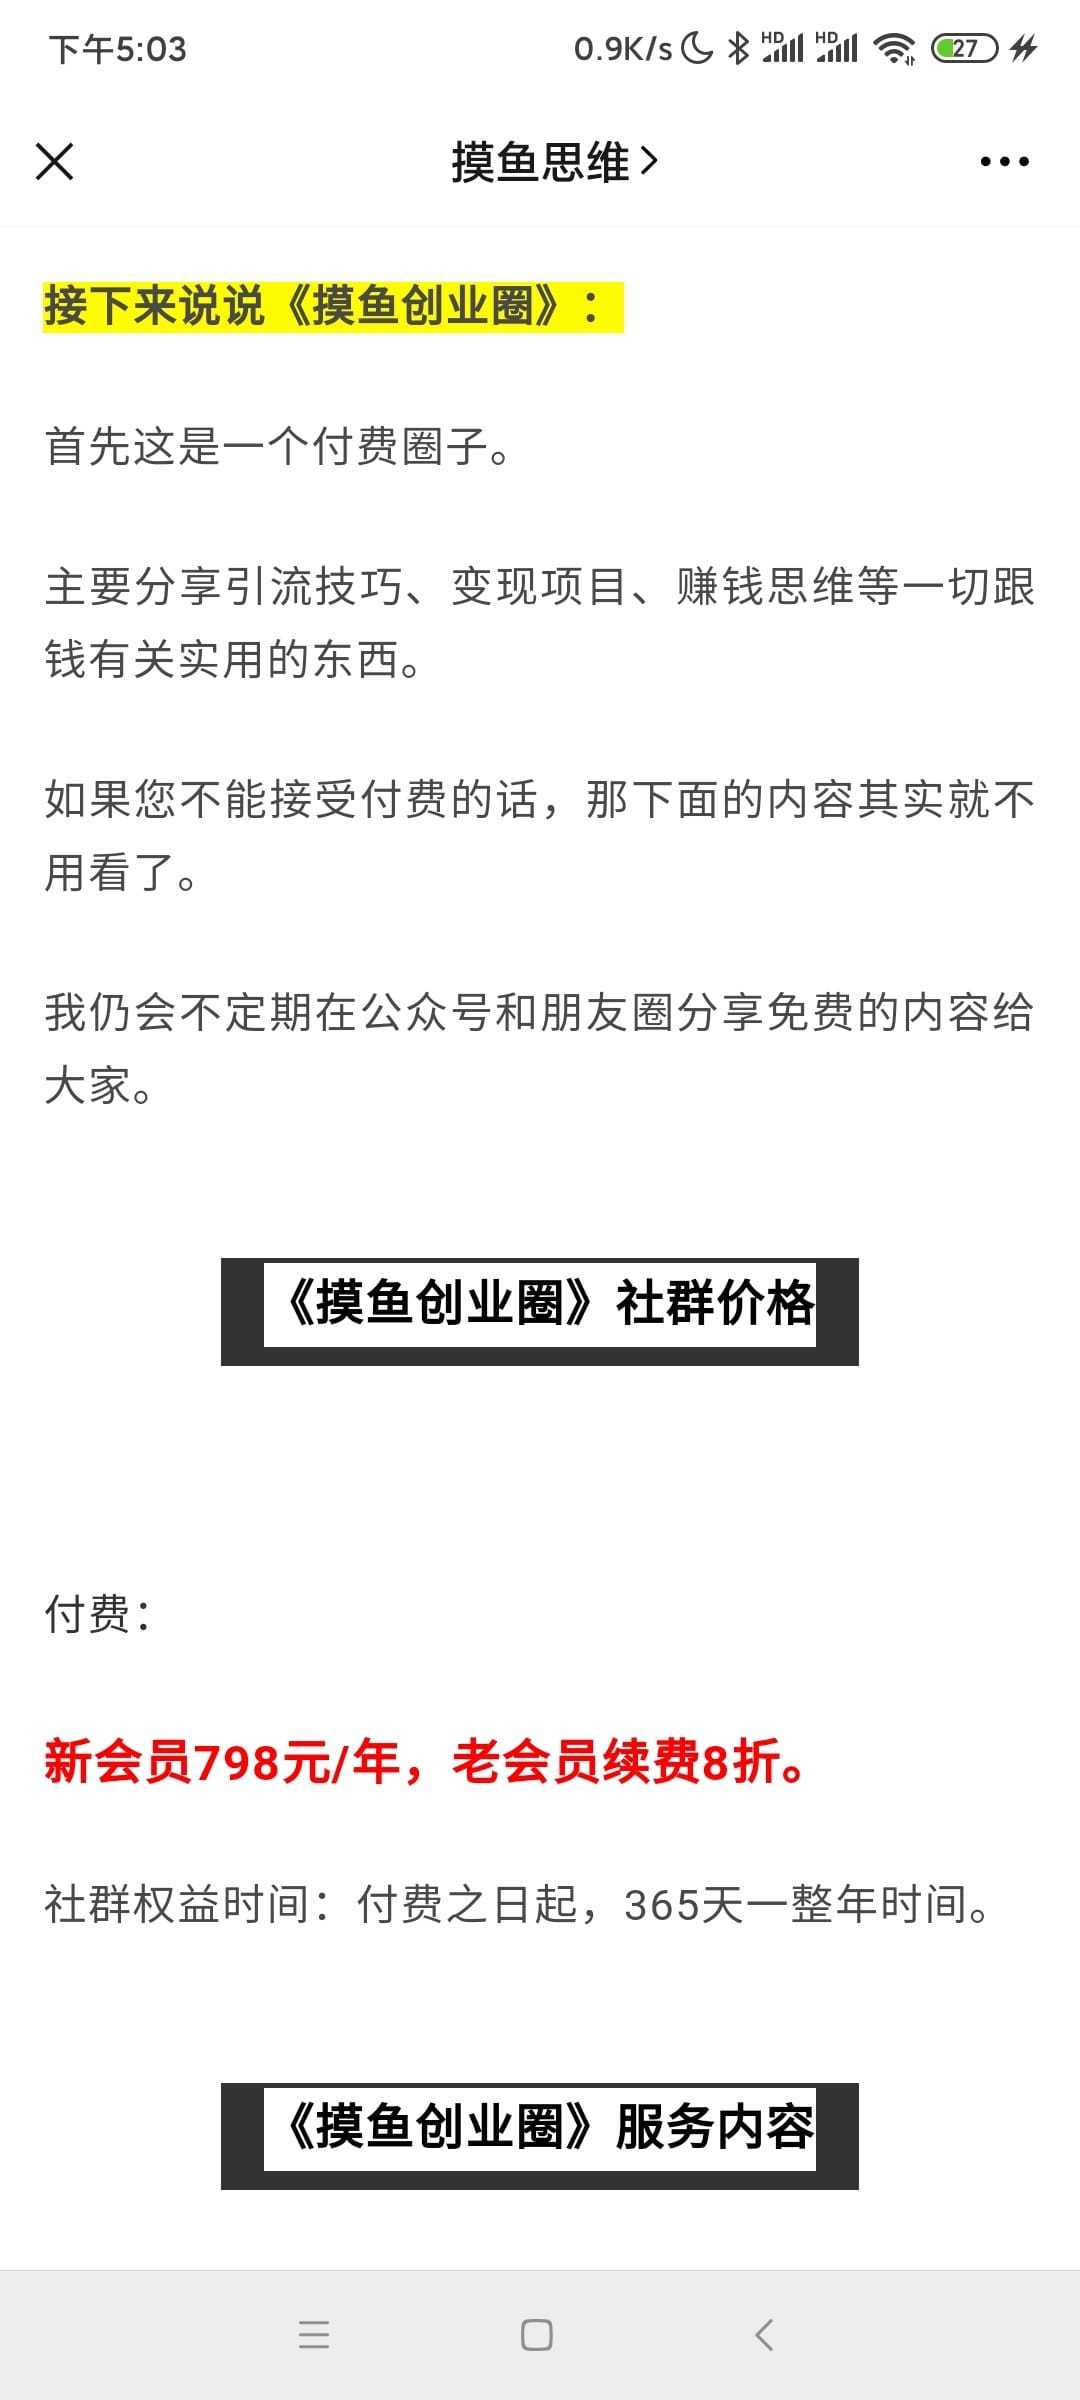 下午5:03
0.9K/s HD HD 27
摸鱼思维
接下来说说《摸鱼创业圈》：
首先这是一个付费圈子。
主要分享引流技巧、变现项目、赚钱思维等一切跟
钱有关实用的东西。
如果您不能接受付费的话，那下面的内容其实就不
用看了。
我仍会不定期在公众号和朋友圈分享免费的内容给
大家。
《摸鱼创业圈》社群价格
付费：
新会员798元/年，老会员续费8折。
社群权益时间：付费之日起，365天一整年时间。
《摸鱼创业圈》服务内容